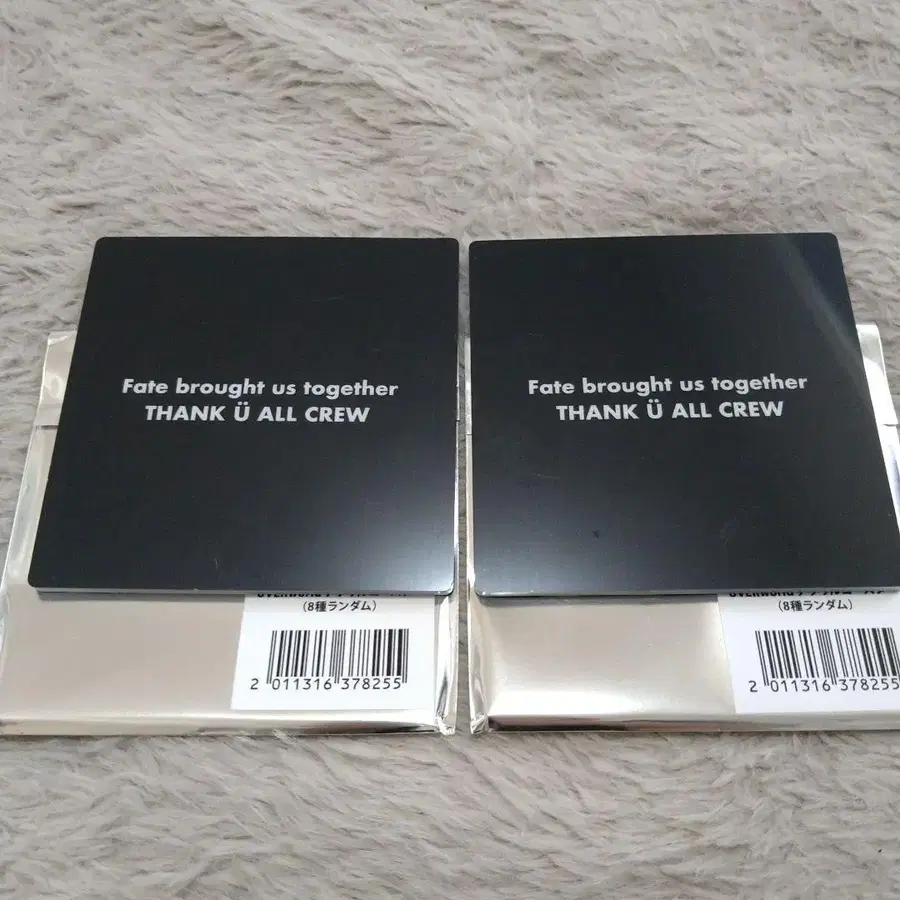 Fate brought us together
THANK Ü ALL CREW
Fate brought us together
THANK Ü ALL CREW
(8種ランダム)
2 011316 378255
(8種ランダム)
2 011316 378255